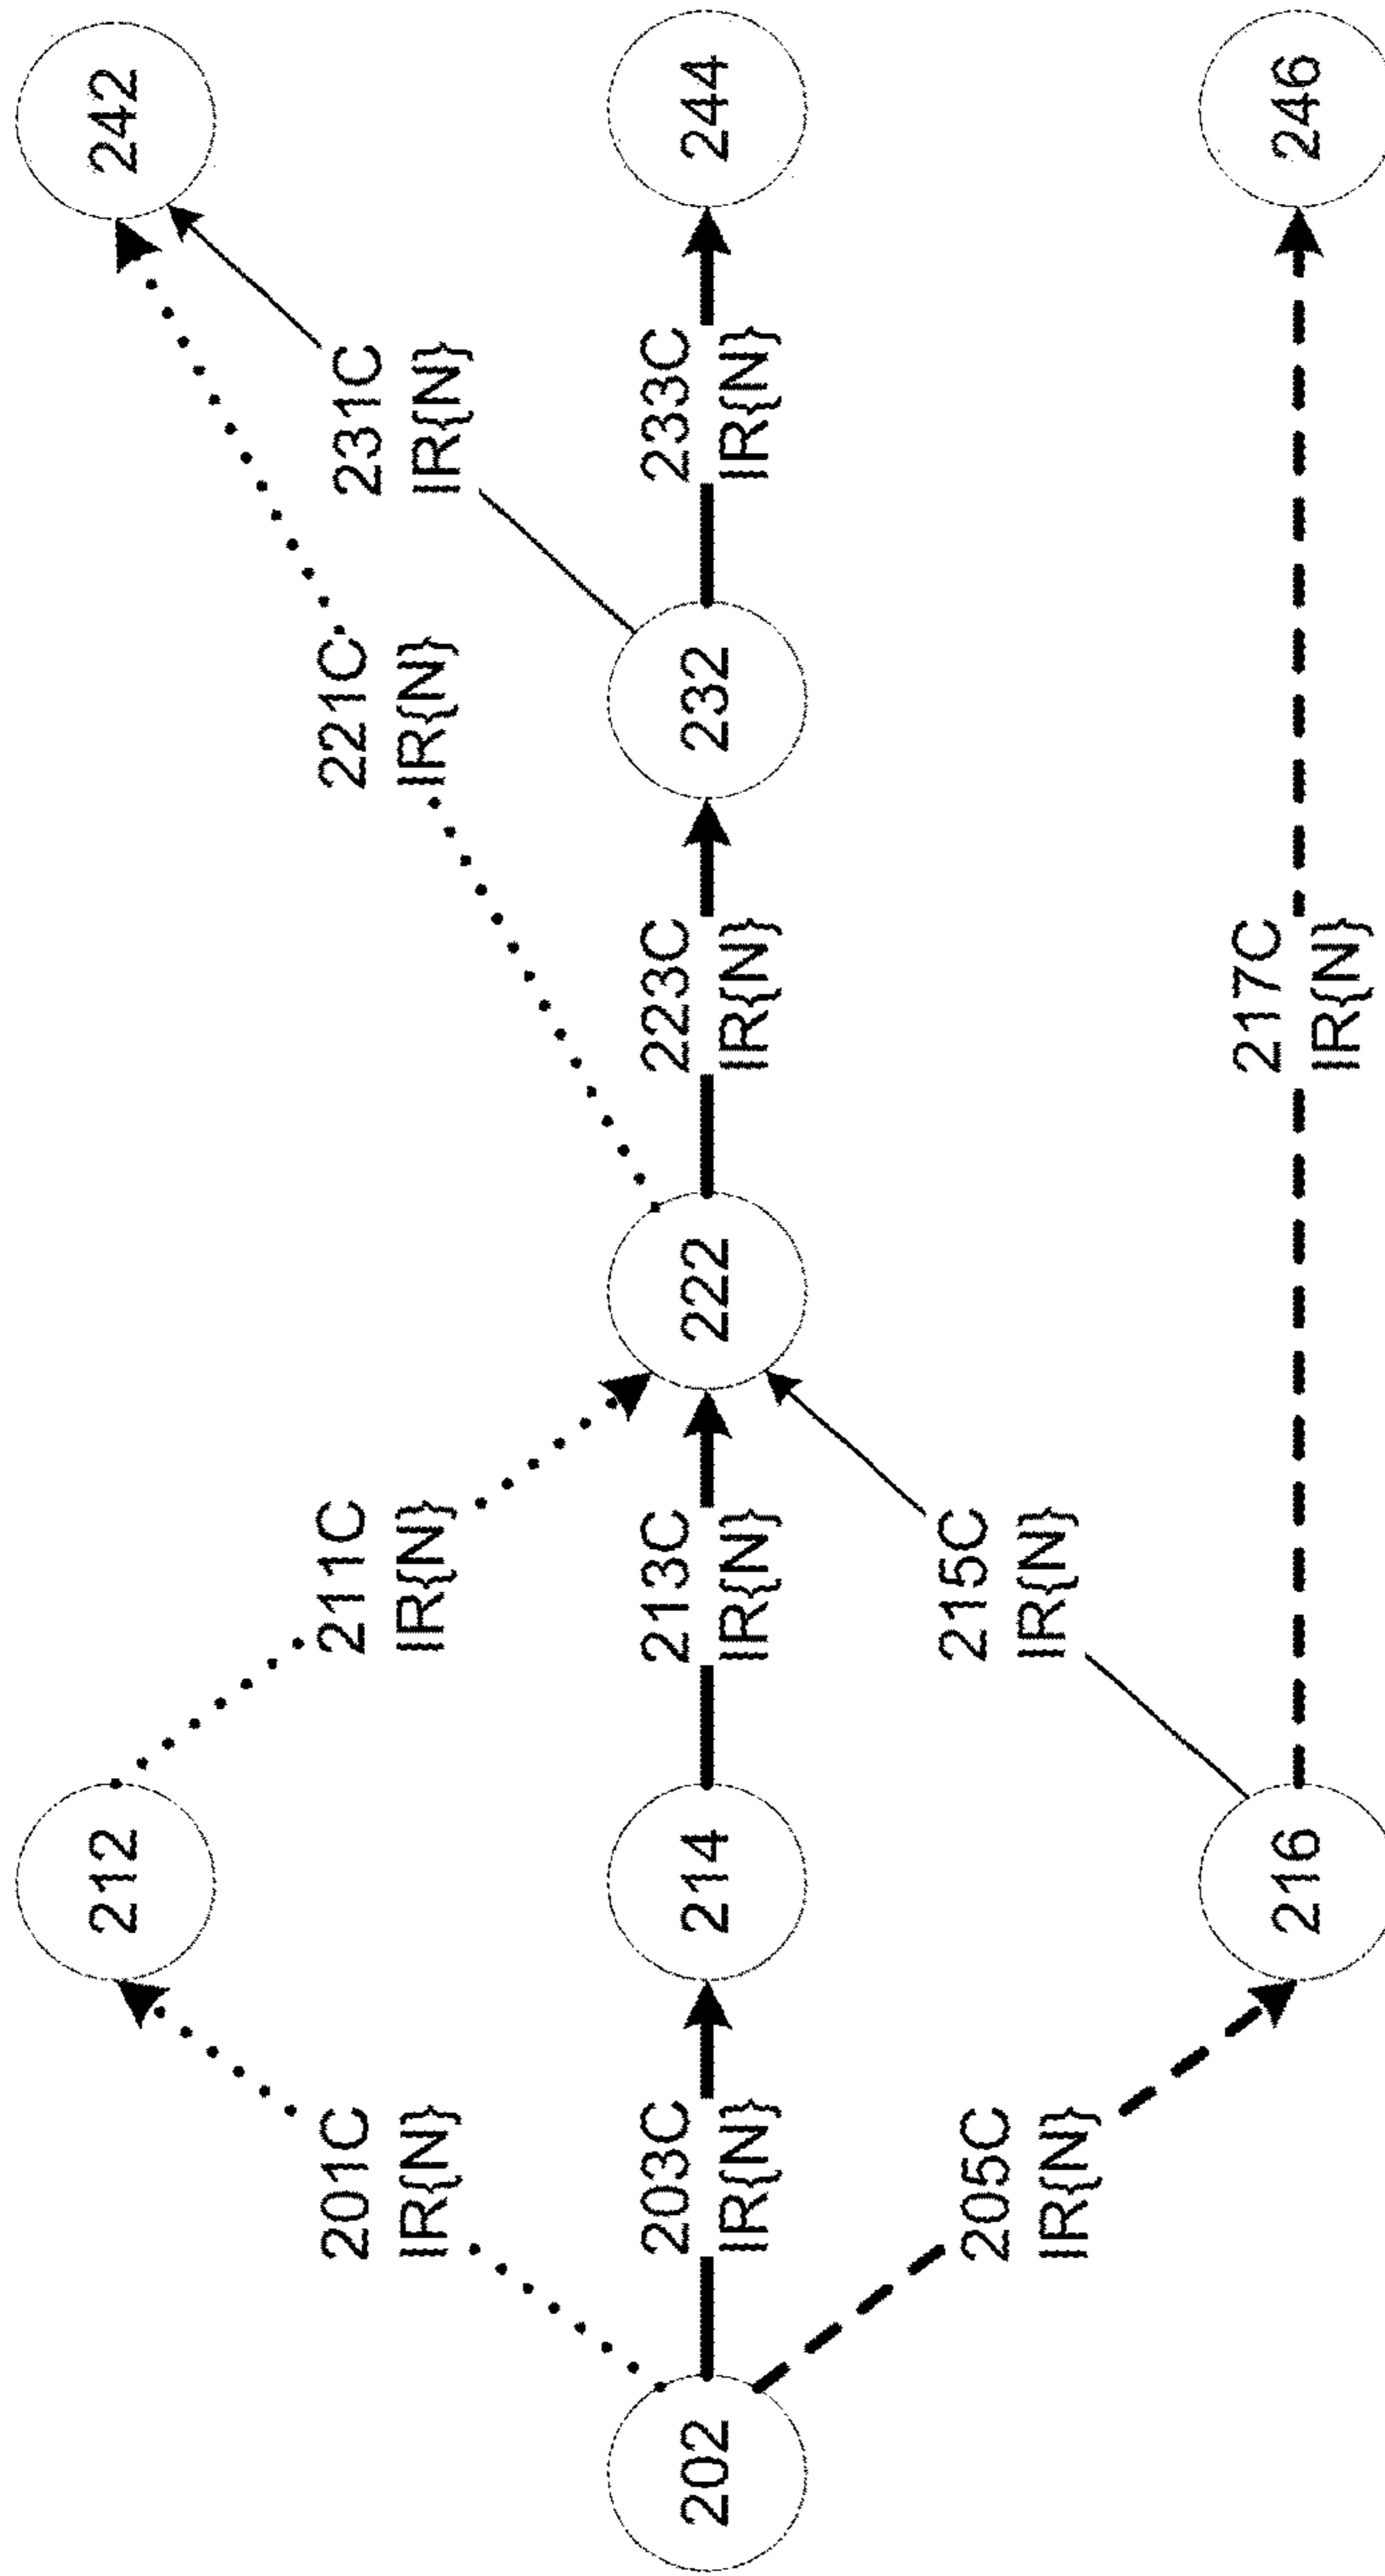 202
201C
IR{N}
203C
IR{N}
205C
IR{N}
212
214
216
211C
IR{N}
213C
IR{N}
215C
IR{N}
222
217C
IR{N}
221C
IR{N}
223C
IR{N}
232
231C
IR{N}
233C
IR{N}
242
244
246